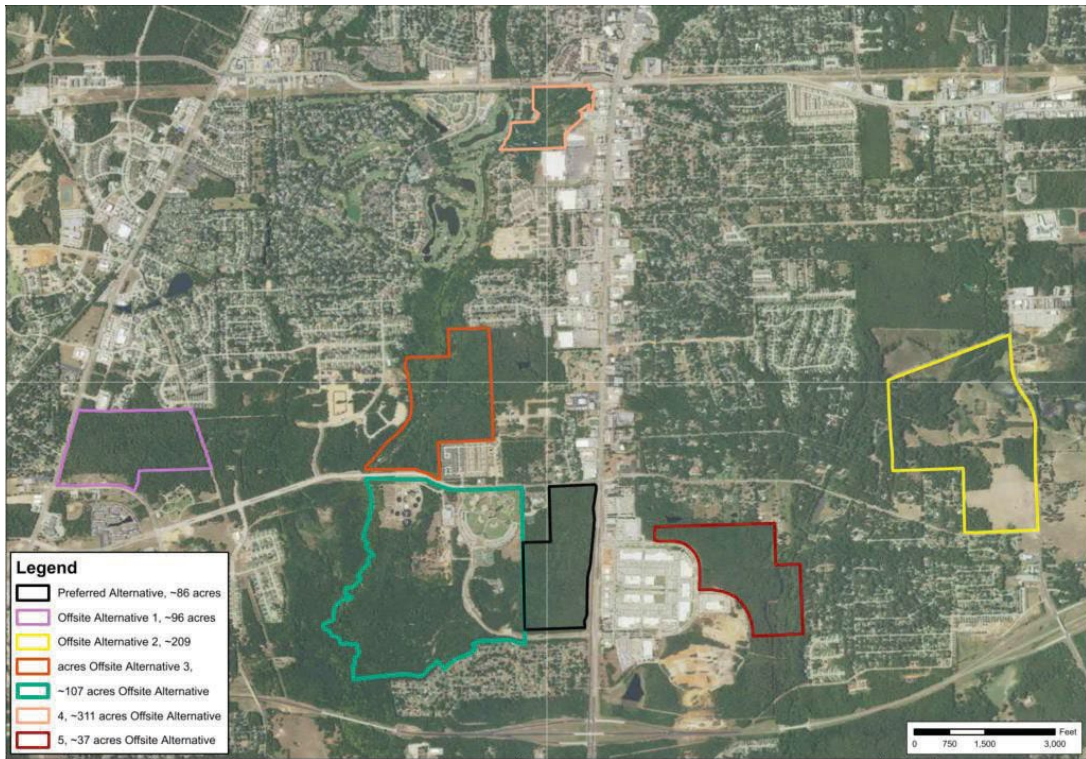 Legend
Preferred Alternative, ~86 acres
Offsite Alternative 1, ~96 acres
Offsite Alternative 2, ~209
acres Offsite Alternative 3,
~107 acres Offsite Alternative
4, ~311 acres Offsite Alternative
5, ~37 acres Offsite Alternative
Feet
0 750 1,500 3,000